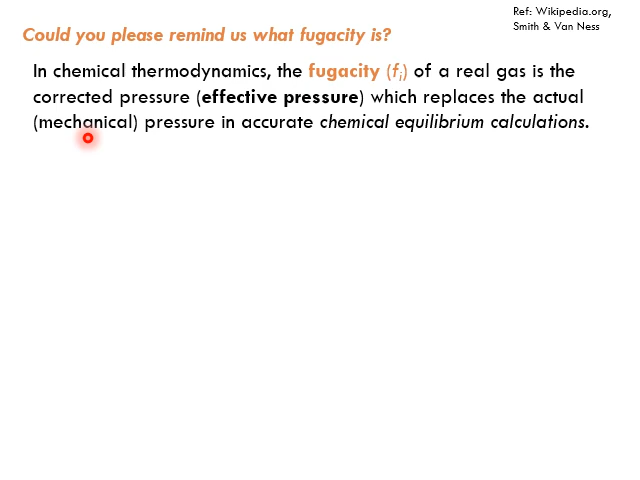 Ref: Wikipedia.org,
Smith & Van Ness
Could you please remind us what fugacity is?
In chemical thermodynamics, the fugacity (fi) of a real gas is the
corrected pressure (effective pressure) which replaces the actual
(mechanical) pressure in accurate chemical equilibrium calculations.